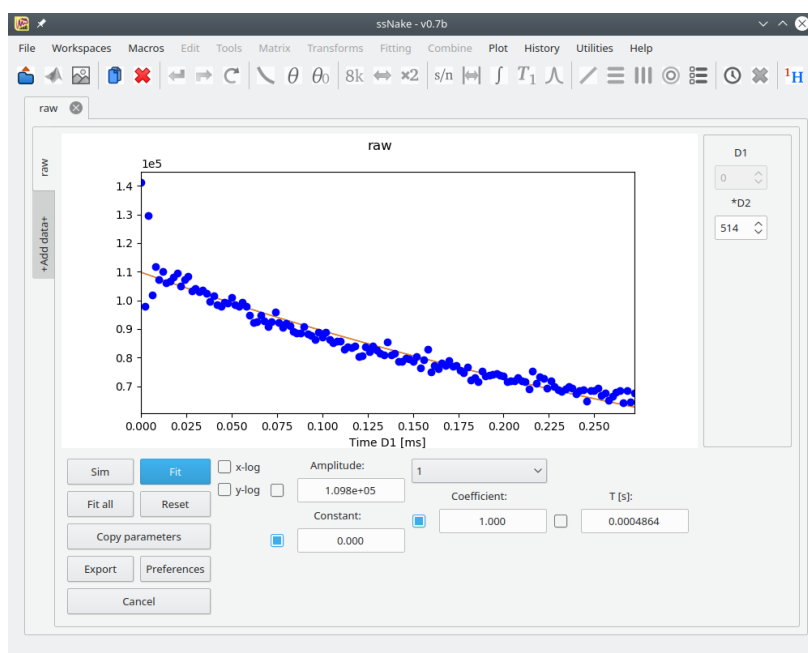 ssNake - v0.7b
File Workspaces Macros Edit Tools Matrix Transforms Fitting Combine Plot History Utilities Help
θ θ0 8k ×2 s/n ∫ T1 1H
raw
raw
+Add data+
raw
1e5
1.4
1.3
1.2
1.1
1.0
0.9
0.8
0.7
0.000 0.025 0.050 0.075 0.100 0.125 0.150 0.175 0.200 0.225 0.250
Time D1 [ms]
D1
0
*D2
514
Sim Fit x-log Amplitude: 1
y-log 1.098e+05 Coefficient: T [s]:
Fit all Reset Constant: 1.000 0.0004864
Copy parameters 0.000
Export Preferences
Cancel